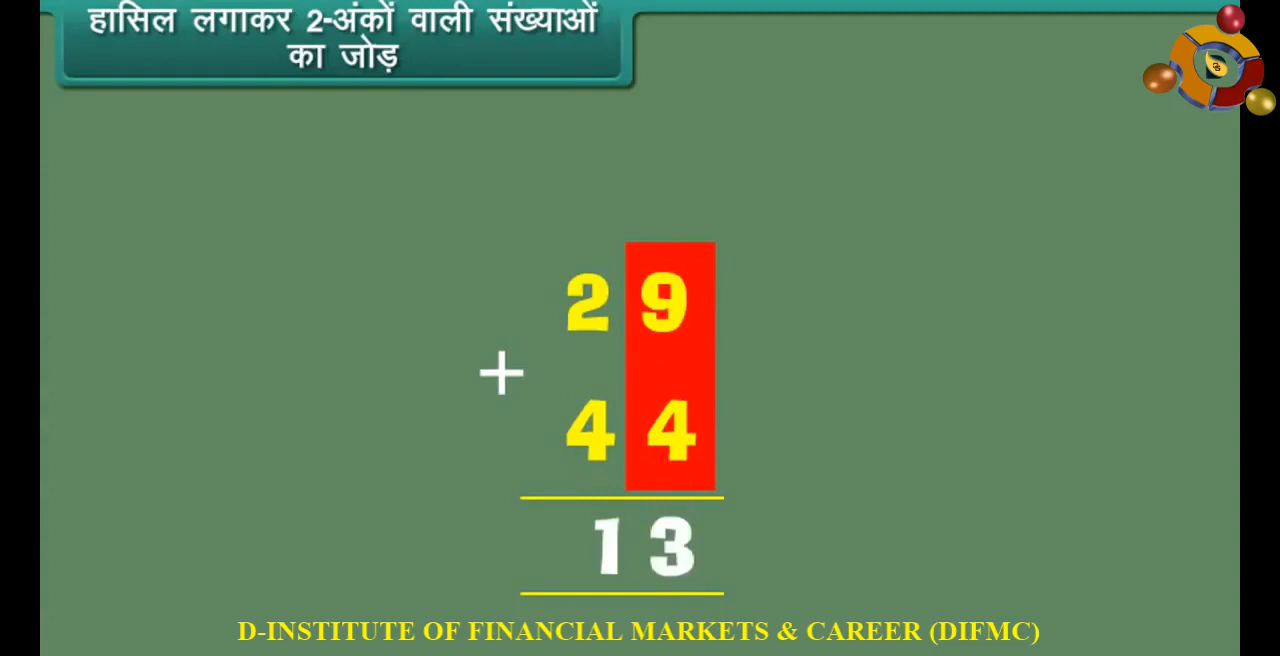 हासिल लगाकर 2-अंकों वाली संख्याओं
का जोड़
2 9
+
4 4
1 3
D-INSTITUTE OF FINANCIAL MARKETS & CAREER (DIFMC)